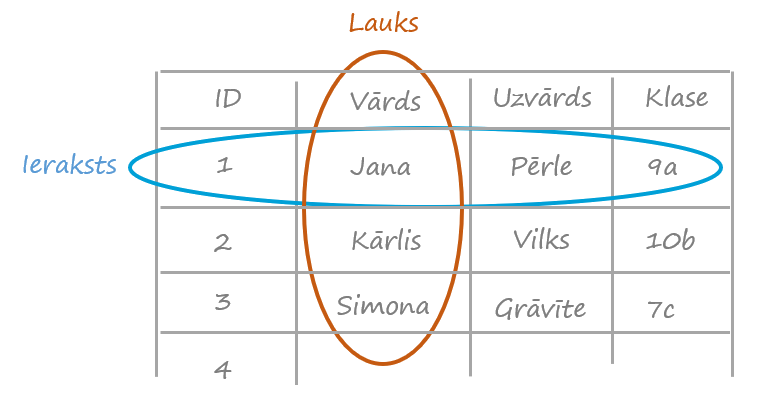 Lauks
ID Vārds Uzvārds Klase
Ieraksts 1 Jana Pērle 9a
2 Kārlis Vilks 10b
3 Simona Grāvīte 7c
4